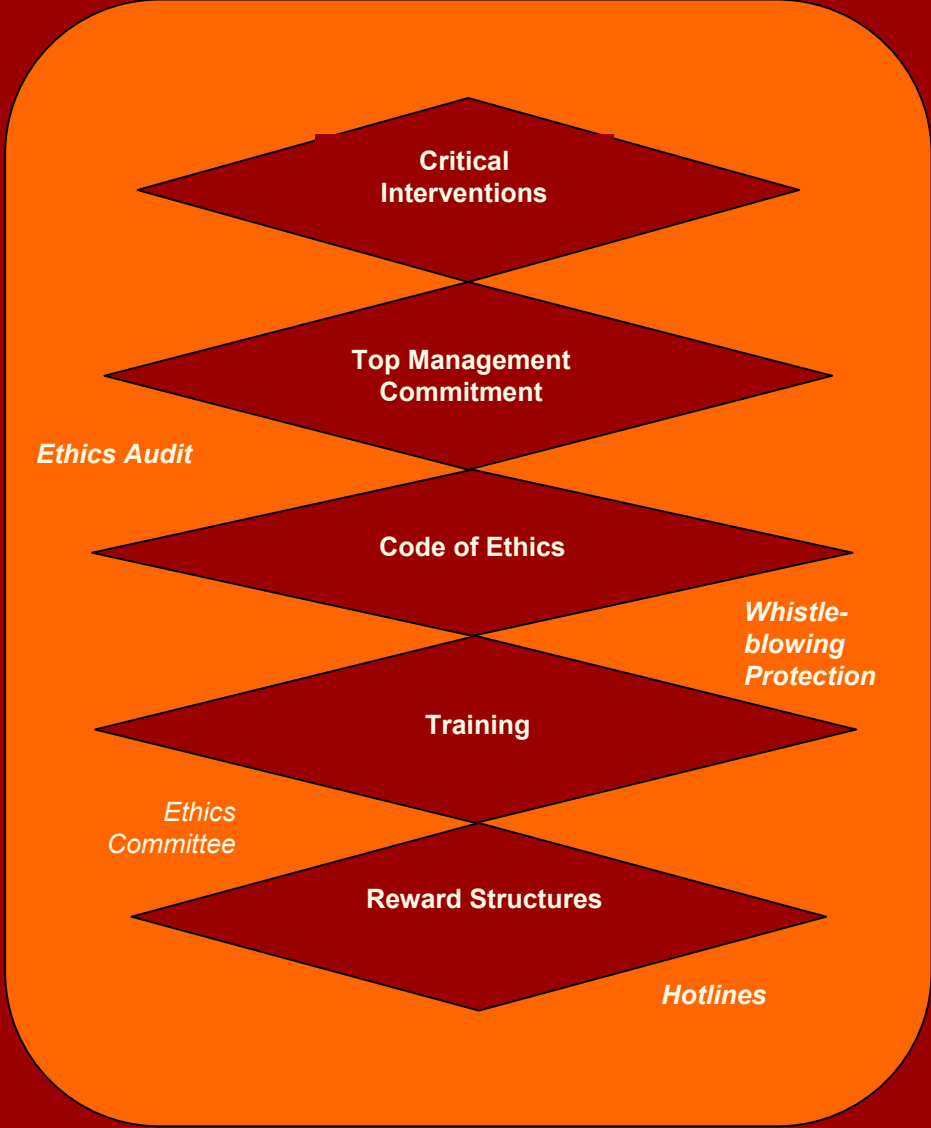 Critical
Interventions
Top Management
Commitment
Ethics Audit
Code of Ethics
Whistle-
blowing
Protection
Training
Ethics
Committee
Reward Structures
Hotlines